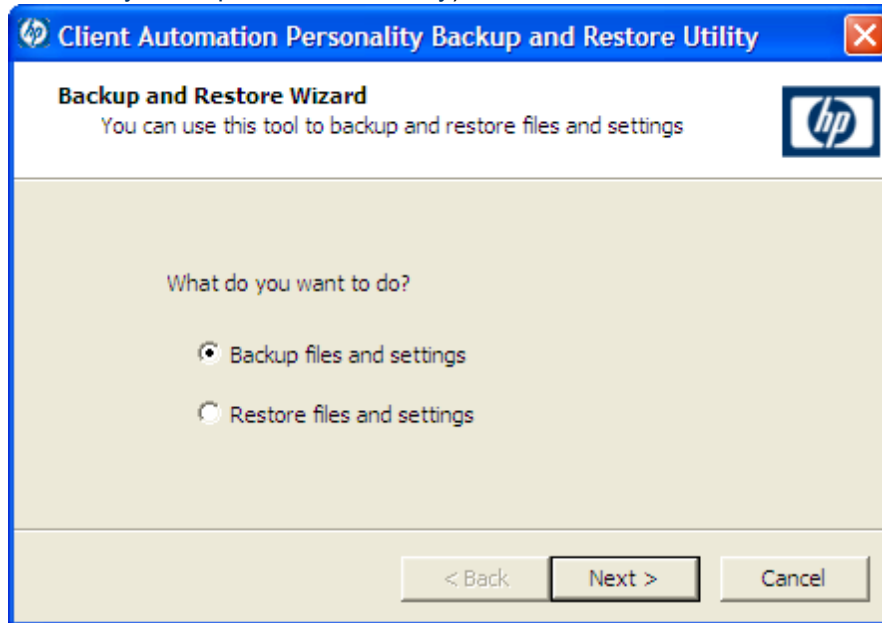 Client Automation Personality Backup and Restore Utility
Backup and Restore Wizard
You can use this tool to backup and restore files and settings
hp
What do you want to do?
Backup files and settings
Restore files and settings
< Back Next > Cancel